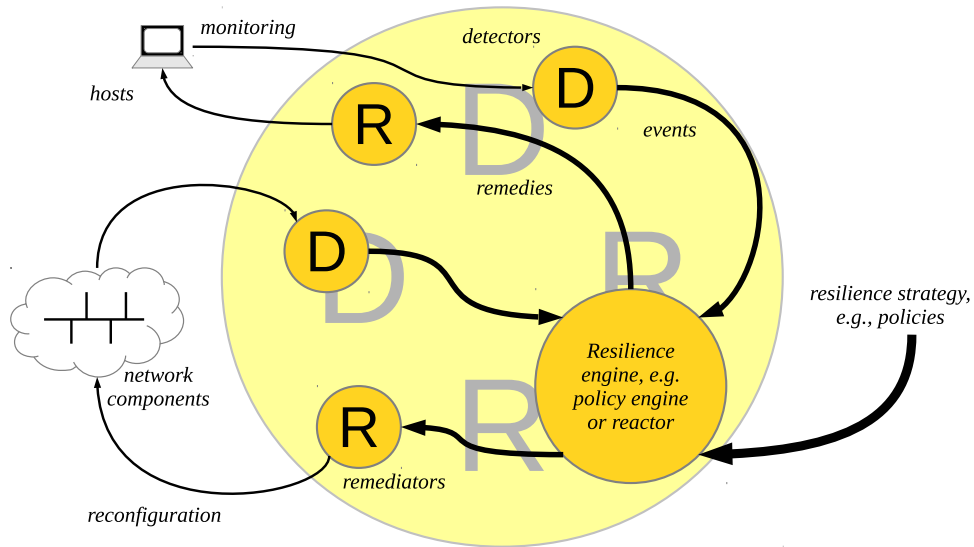 monitoring
detectors
D
hosts
R
D
events
remedies
D
D
R
resilience strategy,
e.g., policies
Resilience
engine, e.g.
policy engine
or reactor
network
components
R
R
remediators
reconfiguration